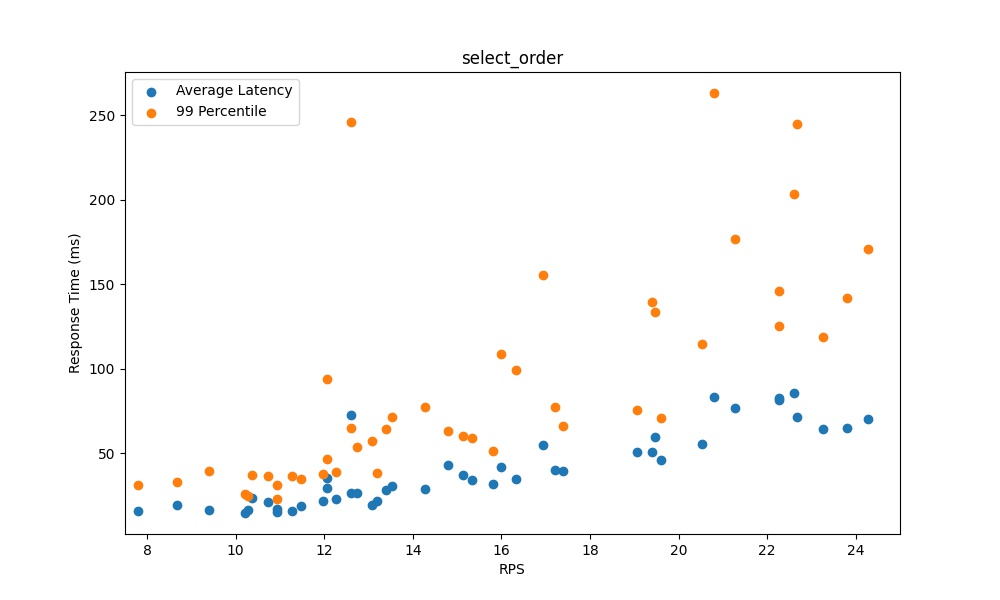 select_order
Average Latency
99 Percentile
Response Time (ms)
250
200
150
100
50
8 10 12 14 16 18 20 22 24
RPS